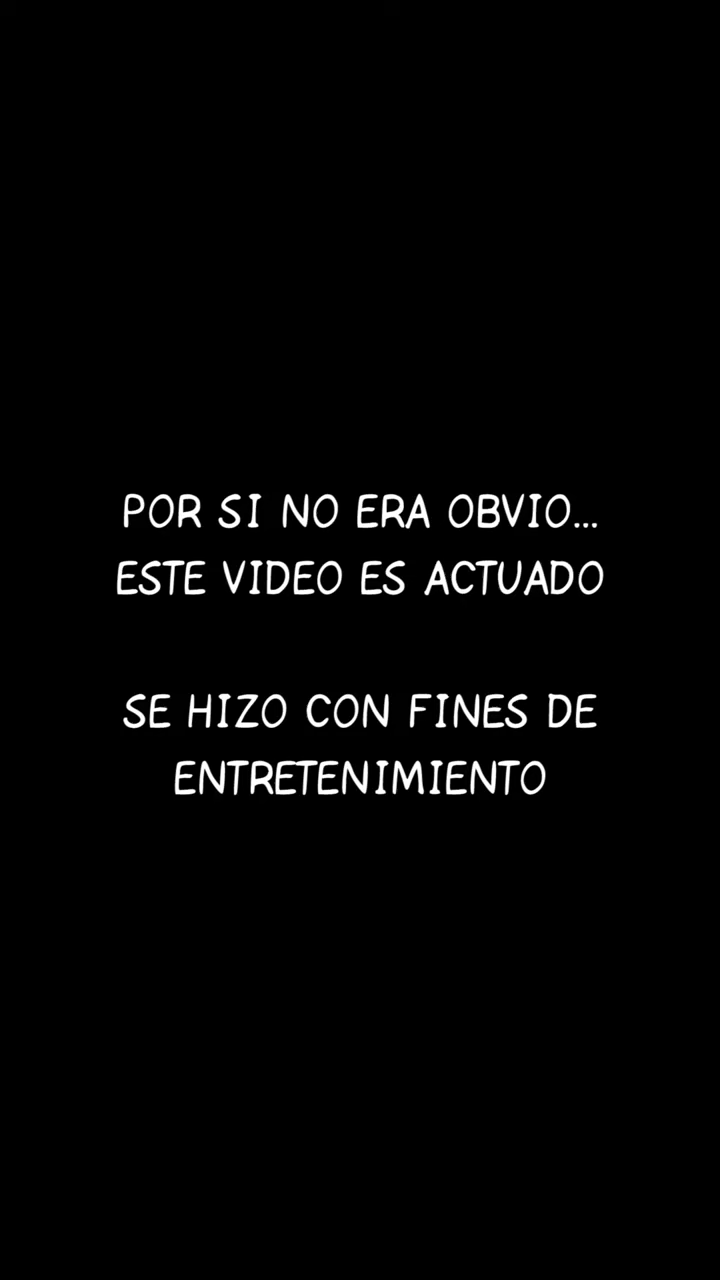 POR SI NO ERA OBVIO...
ESTE VIDEO ES ACTUADO
SE HIZO CON FINES DE
ENTRETENIMIENTO